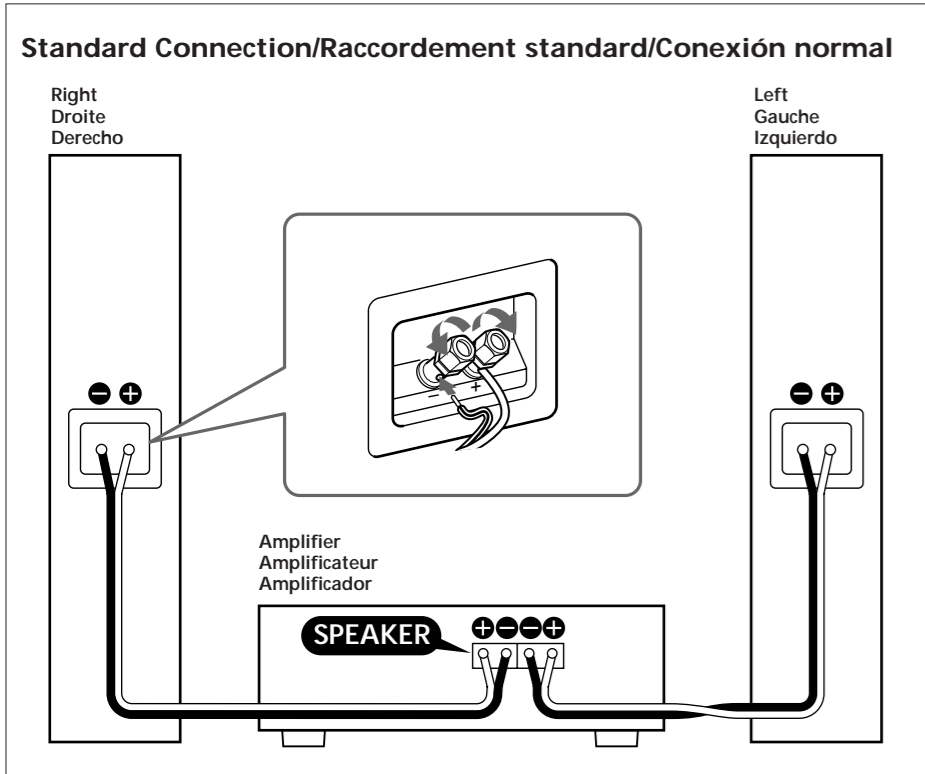 Standard Connection/Raccordement standard/Conexión normal
Right
Droite
Derecho
Left
Gauche
Izquierdo
− +
− +
− +
Amplifier
Amplificateur
Amplificador
SPEAKER
+ − − +